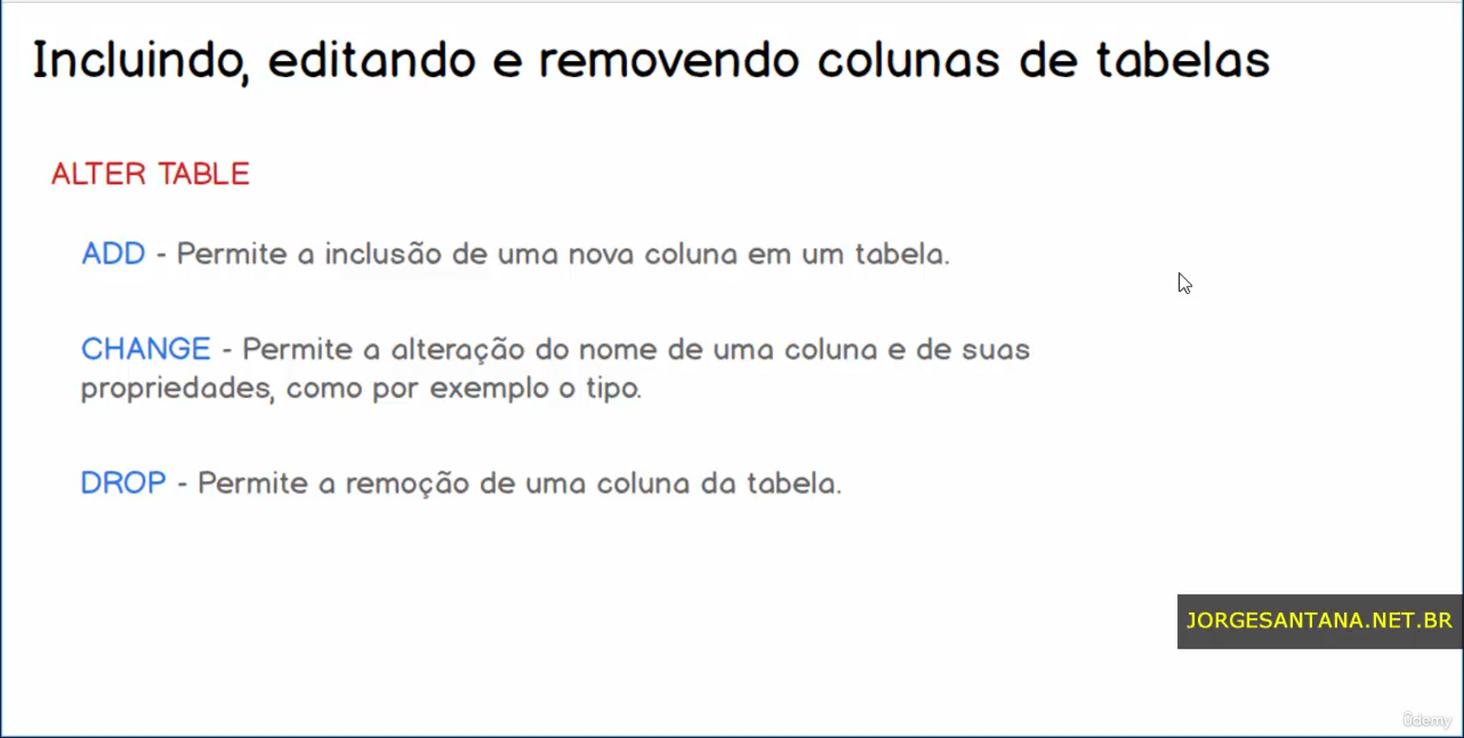 Incluindo, editando e removendo colunas de tabelas
ALTER TABLE
ADD - Permite a inclusão de uma nova coluna em um tabela.
CHANGE - Permite a alteração do nome de uma coluna e de suas
propriedades, como por exemplo o tipo.
DROP - Permite a remoção de uma coluna da tabela.
JORGESANTANA.NET.BR
ûdemy